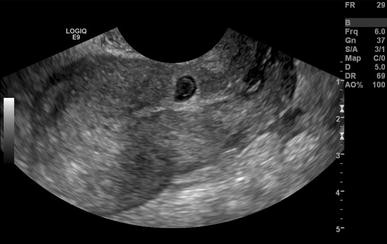 LOGIQ
E9
FR 29
B
Frq 6.0
Gn 37
S/A 3/1
Map C/0
D 5.0
DR 69
AO% 100
1
2
3
4
5